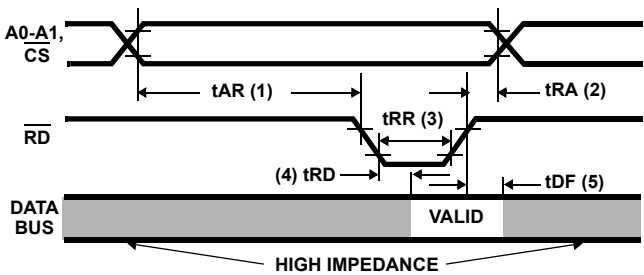 A0-A1,
CS
tAR (1)
tRA (2)
RD
tRR (3)
(4) tRD
tDF (5)
DATA
BUS
VALID
HIGH IMPEDANCE